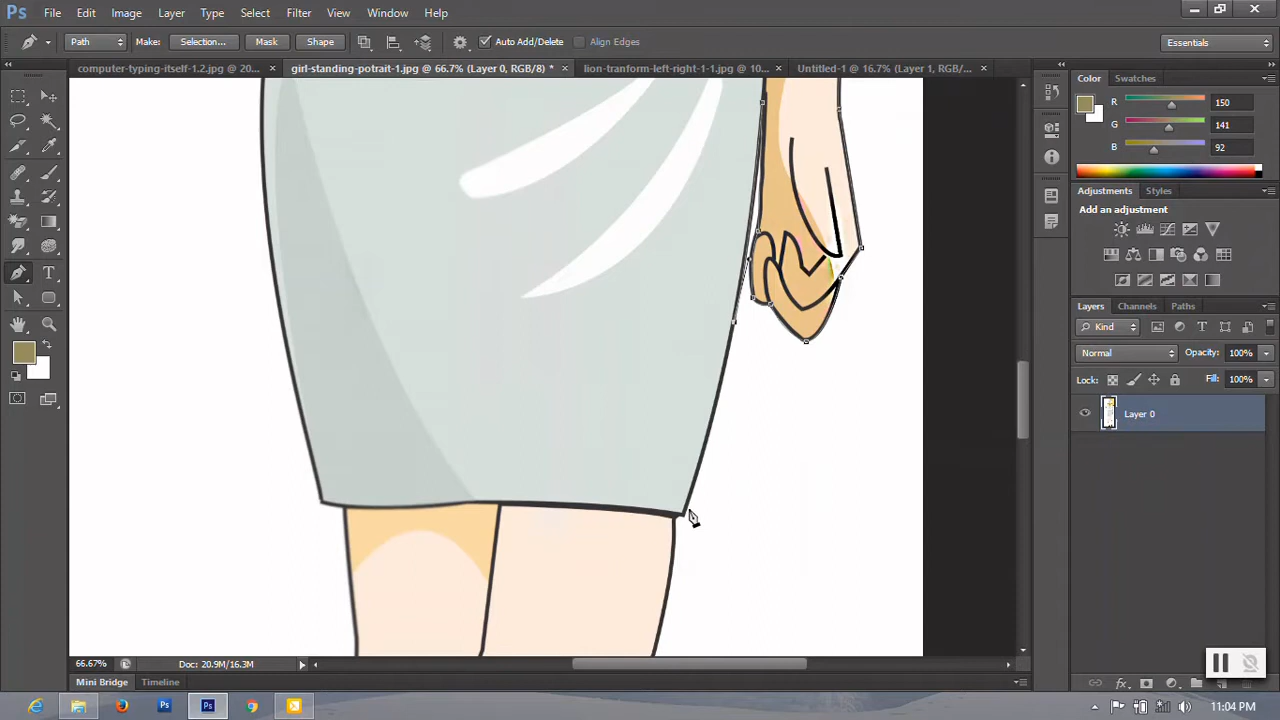 Ps File Edit Image Layer Type Select Filter View Window Help
Path Make: Selection... Mask Shape Auto Add/Delete Align Edges Essentials
computer-typing-itself-1.2.jpg @ 20... × girl-standing-potrait-1.jpg @ 66.7% (Layer 0, RGB/8) * × lion-tranform-left-right-1-1.jpg @ 10... × Untitled-1 @ 16.7% (Layer 1, RGB/... ×
Color Swatches
R 150
G 141
B 92
Adjustments Styles
Add an adjustment
Layers Channels Paths
Kind
Normal Opacity: 100%
Lock: Fill: 100%
Layer 0
66.67% Doc: 20.9M/16.3M
Mini Bridge Timeline
11:04 PM